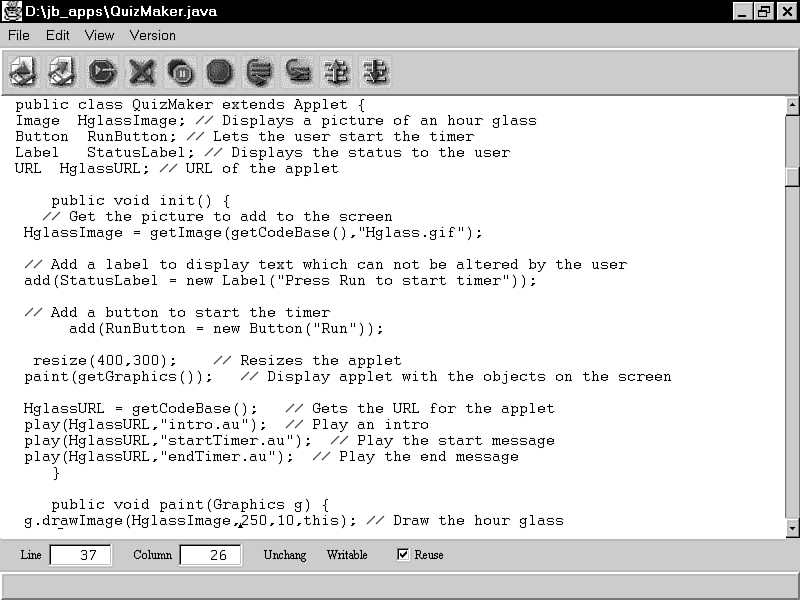 D:\jb_apps\QuizMaker.java
File Edit View Version
public class QuizMaker extends Applet {
Image  HglassImage; // Displays a picture of an hour glass
Button  RunButton; // Lets the user start the timer
Label   StatusLabel; // Displays the status to the user
URL  HglassURL; // URL of the applet
    public void init() {
   // Get the picture to add to the screen
 HglassImage = getImage(getCodeBase(),"Hglass.gif");
 // Add a label to display text which can not be altered by the user
 add(StatusLabel = new Label("Press Run to start timer"));
 // Add a button to start the timer
      add(RunButton = new Button("Run"));
  resize(400,300);    // Resizes the applet
 paint(getGraphics());   // Display applet with the objects on the screen
 HglassURL = getCodeBase();   // Gets the URL for the applet
 play(HglassURL,"intro.au");  // Play an intro
 play(HglassURL,"startTimer.au");  // Play the start message
 play(HglassURL,"endTimer.au");  // Play the end message
    }
    public void paint(Graphics g) {
 g.drawImage(HglassImage,250,10,this); // Draw the hour glass
Line 37 Column 26 Unchang Writable Reuse